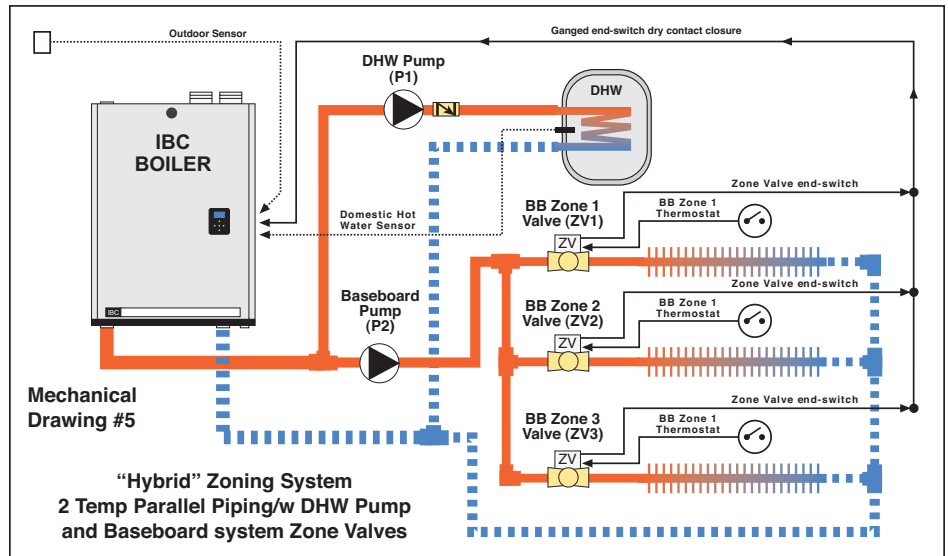 Outdoor Sensor
Ganged end-switch dry contact closure
DHW Pump
(P1)
DHW
IBC
BOILER
Zone Valve end-switch
BB Zone 1
Valve (ZV1)
BB Zone 1
Thermostat
ZV
Domestic Hot
Water Sensor
Baseboard
Pump
(P2)
Zone Valve end-switch
BB Zone 2
Valve (ZV2)
BB Zone 1
Thermostat
ZV
IBC
Zone Valve end-switch
BB Zone 3
Valve (ZV3)
BB Zone 1
Thermostat
ZV
Mechanical
Drawing #5
“Hybrid” Zoning System
2 Temp Parallel Piping/w DHW Pump
and Baseboard system Zone Valves